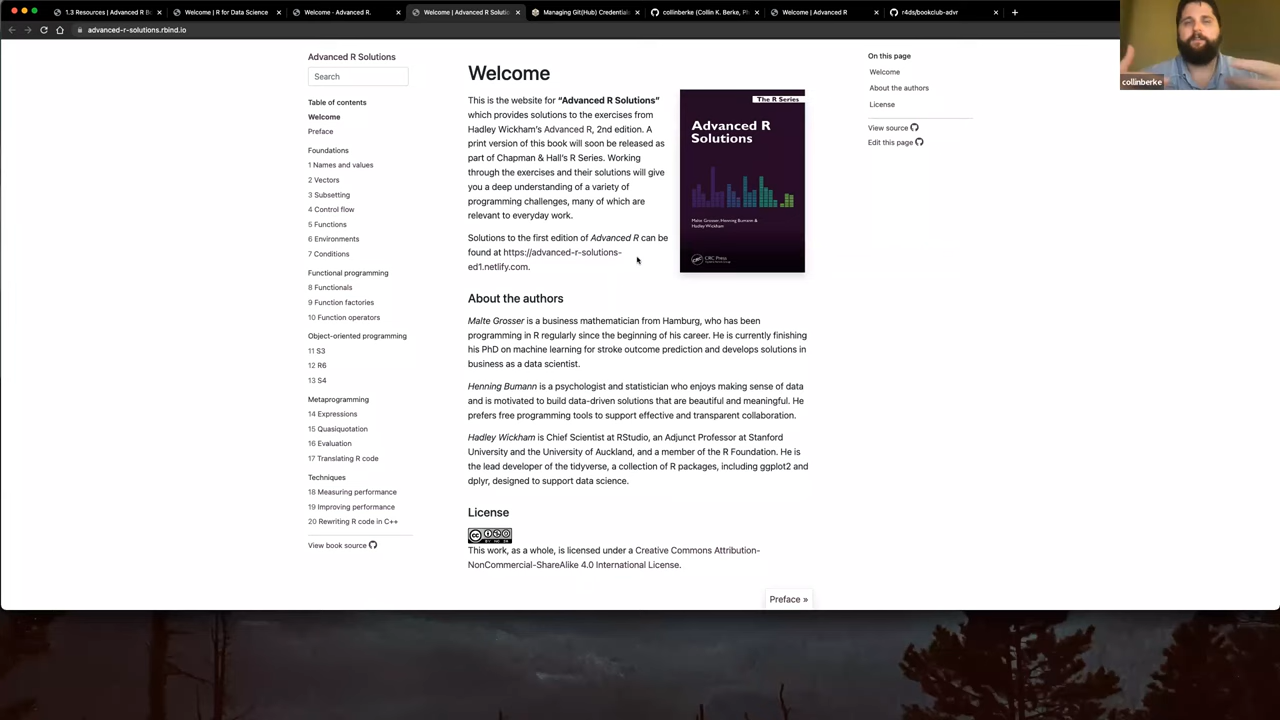 1.3 Resources | Advanced R Bo
Welcome | R for Data Science
Welcome - Advanced R.
Welcome | Advanced R Solutio
Managing Git(Hub) Credentials
collinberke (Collin K. Berke, Ph
Welcome | Advanced R
r4ds/bookclub-advr
advanced-r-solutions.rbind.io
collinberke
Advanced R Solutions
Search
Table of contents
Welcome
Preface
Foundations
1 Names and values
2 Vectors
3 Subsetting
4 Control flow
5 Functions
6 Environments
7 Conditions
Functional programming
8 Functionals
9 Function factories
10 Function operators
Object-oriented programming
11 S3
12 R6
13 S4
Metaprogramming
14 Expressions
15 Quasiquotation
16 Evaluation
17 Translating R code
Techniques
18 Measuring performance
19 Improving performance
20 Rewriting R code in C++
View book source
Welcome
This is the website for “Advanced R Solutions”
which provides solutions to the exercises from
Hadley Wickham’s Advanced R, 2nd edition. A
print version of this book will soon be released as
part of Chapman & Hall’s R Series. Working
through the exercises and their solutions will give
you a deep understanding of a variety of
programming challenges, many of which are
relevant to everyday work.
Solutions to the first edition of Advanced R can be
found at https://advanced-r-solutions-
ed1.netlify.com.
The R Series
Advanced R
Solutions
Malte Grosser, Henning Bumann &
Hadley Wickham
CRC Press
About the authors
Malte Grosser is a business mathematician from Hamburg, who has been
programming in R regularly since the beginning of his career. He is currently finishing
his PhD on machine learning for stroke outcome prediction and develops solutions in
business as a data scientist.
Henning Bumann is a psychologist and statistician who enjoys making sense of data
and is motivated to build data-driven solutions that are beautiful and meaningful. He
prefers free programming tools to support effective and transparent collaboration.
Hadley Wickham is Chief Scientist at RStudio, an Adjunct Professor at Stanford
University and the University of Auckland, and a member of the R Foundation. He is
the lead developer of the tidyverse, a collection of R packages, including ggplot2 and
dplyr, designed to support data science.
License
This work, as a whole, is licensed under a Creative Commons Attribution-
NonCommercial-ShareAlike 4.0 International License.
Preface »
On this page
Welcome
About the authors
License
View source
Edit this page